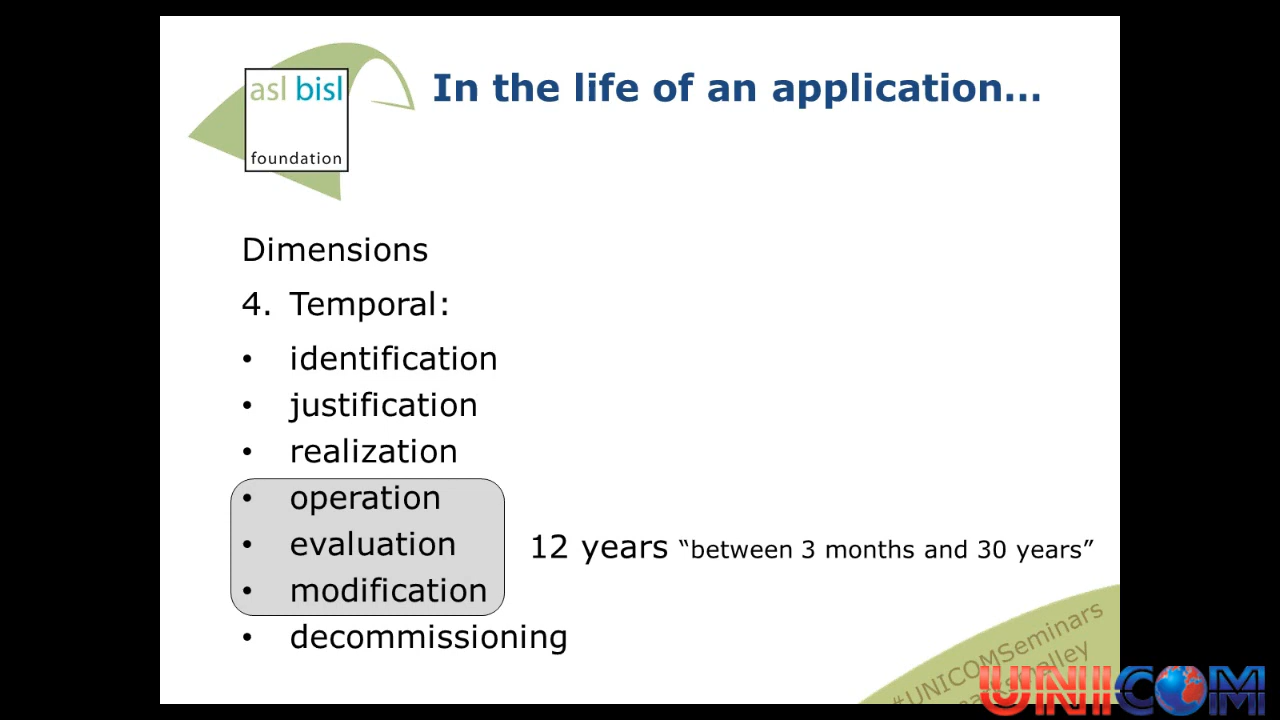 asl bisl
foundation
In the life of an application…
Dimensions
4. Temporal:
• identification
• justification
• realization
• operation
• evaluation
12 years “between 3 months and 30 years”
• modification
• decommissioning
#UNICOMSeminars
UNICOM